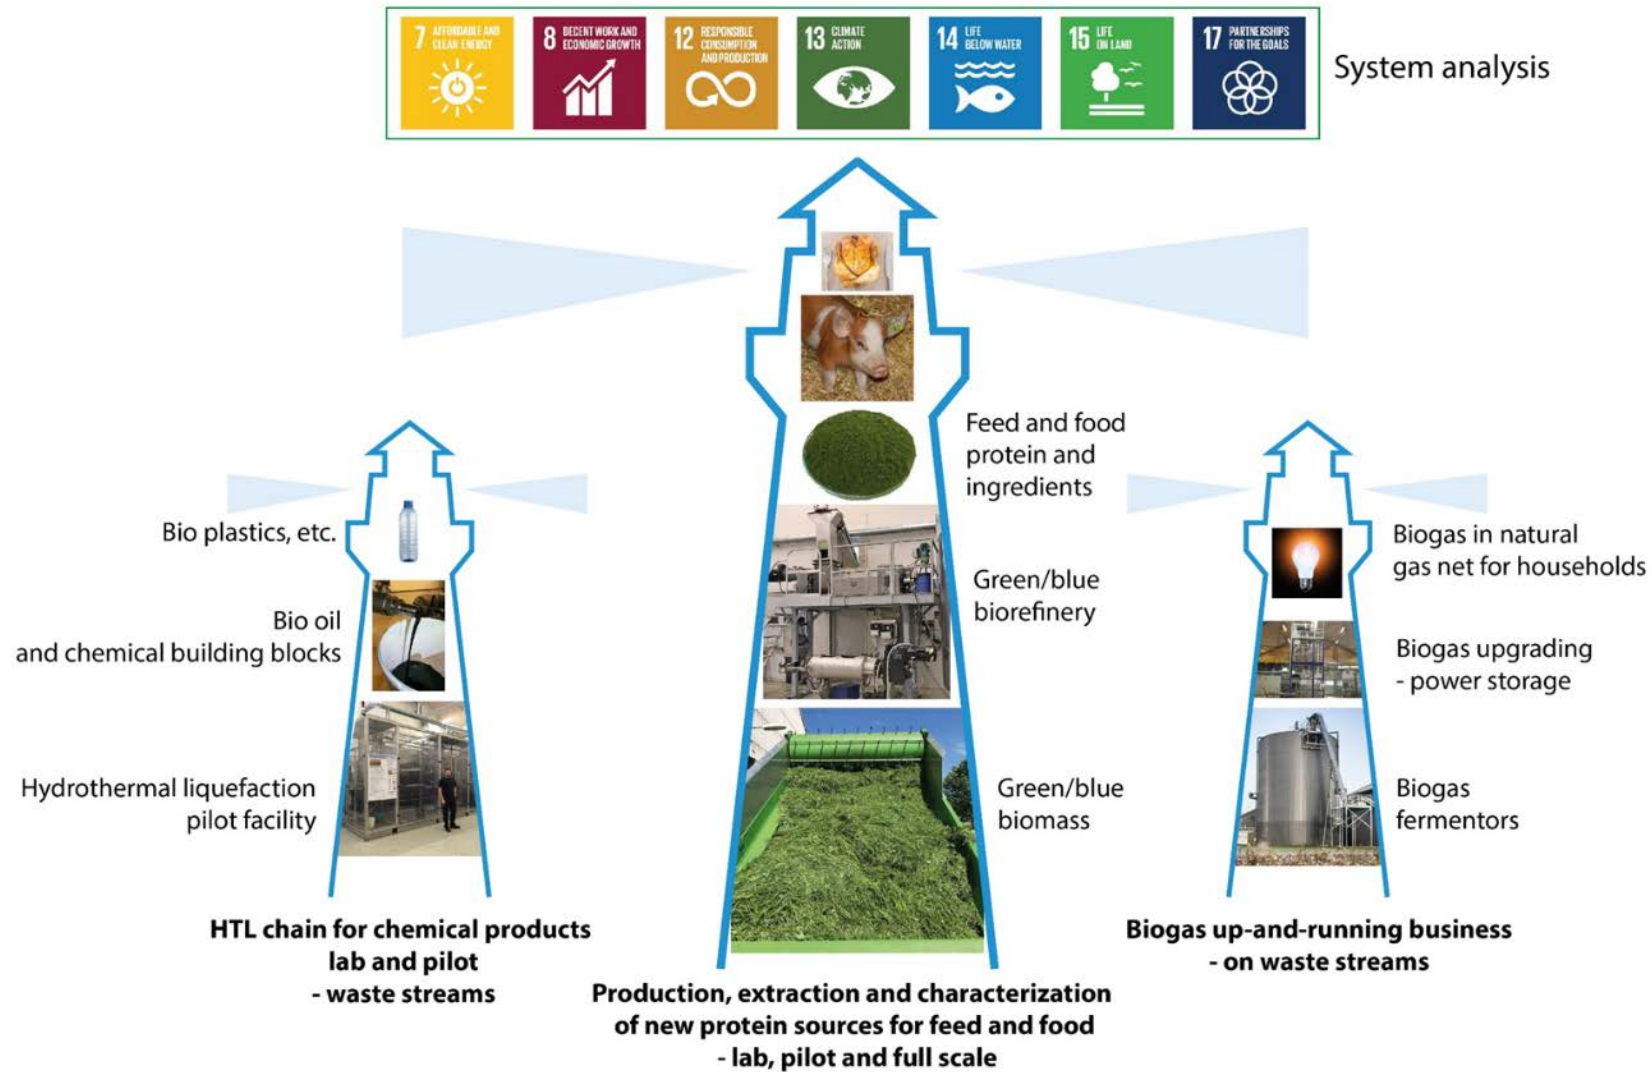 7 AFFORDABLE AND
CLEAN ENERGY
8 DECENT WORK AND
ECONOMIC GROWTH
12 RESPONSIBLE
CONSUMPTION
AND PRODUCTION
13 CLIMATE
ACTION
14 LIFE
BELOW WATER
15 LIFE
ON LAND
17 PARTNERSHIPS
FOR THE GOALS
System analysis
Bio plastics, etc.
Bio oil
and chemical building blocks
Hydrothermal liquefaction
pilot facility
HTL chain for chemical products
lab and pilot
- waste streams
Feed and food
protein and
ingredients
Green/blue
biorefinery
Green/blue
biomass
Production, extraction and characterization
of new protein sources for feed and food
- lab, pilot and full scale
Biogas in natural
gas net for households
Biogas upgrading
- power storage
Biogas
fermentors
Biogas up-and-running business
- on waste streams